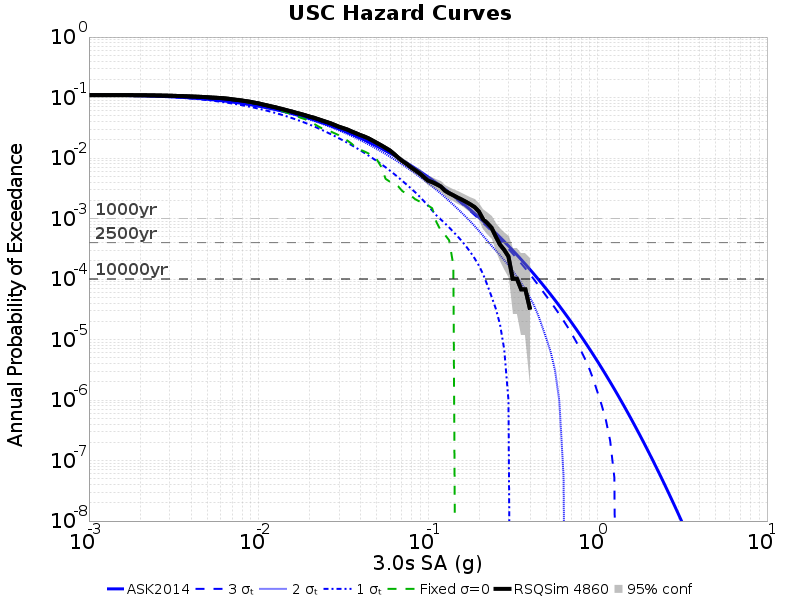 USC Hazard Curves
Annual Probability of Exceedance
10^0
10^-1
10^-2
10^-3
10^-4
10^-5
10^-6
10^-7
10^-8
1000yr
2500yr
10000yr
10^-3 10^-2 10^-1 10^0 10^1
3.0s SA (g)
ASK2014 3 σₜ 2 σₜ 1 σₜ Fixed σ=0 RSQSim 4860 95% conf